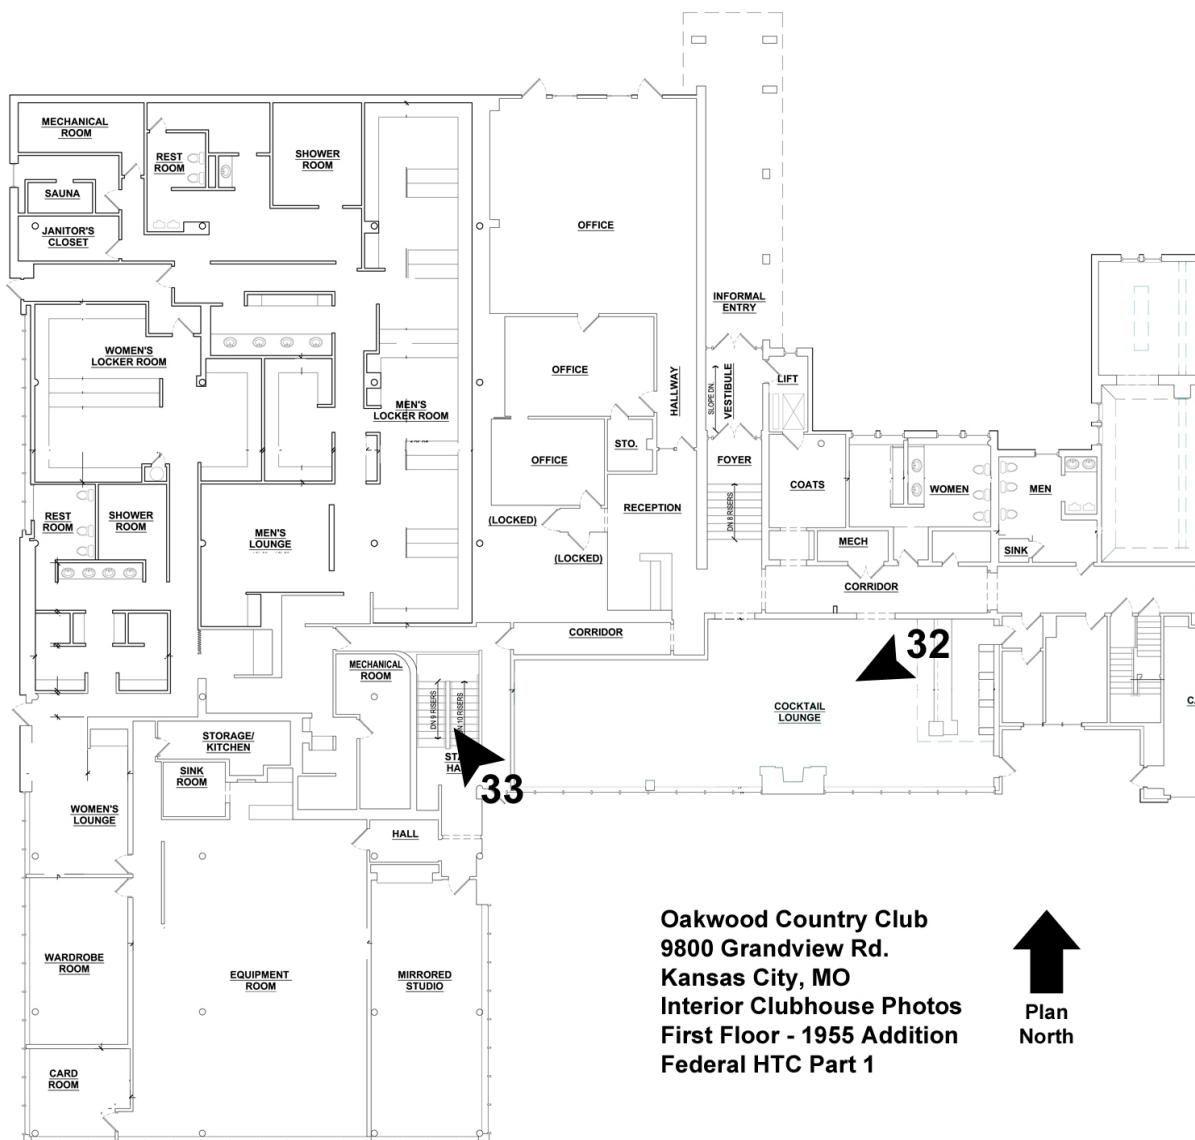 MECHANICAL
ROOM
REST
ROOM
SHOWER
ROOM
SAUNA
JANITOR'S
CLOSET
OFFICE
INFORMAL
ENTRY
WOMEN'S
LOCKER ROOM
MEN'S
LOCKER ROOM
OFFICE
HALLWAY
SLOPE DN.
VESTIBULE
LIFT
STO.
OFFICE
FOYER
COATS
WOMEN
MEN
REST
ROOM
SHOWER
ROOM
MEN'S
LOUNGE
(LOCKED)
(LOCKED)
RECEPTION
DN 8 RISERS
MECH
SINK
CORRIDOR
CORRIDOR
32
MECHANICAL
ROOM
DN 9 RISERS
DN 10 RISERS
COCKTAIL
LOUNGE
STORAGE/
KITCHEN
SINK
ROOM
33
WOMEN'S
LOUNGE
HALL
WARDROBE
ROOM
EQUIPMENT
ROOM
MIRRORED
STUDIO
CARD
ROOM
Oakwood Country Club
9800 Grandview Rd.
Kansas City, MO
Interior Clubhouse Photos
First Floor - 1955 Addition
Federal HTC Part 1
Plan
North